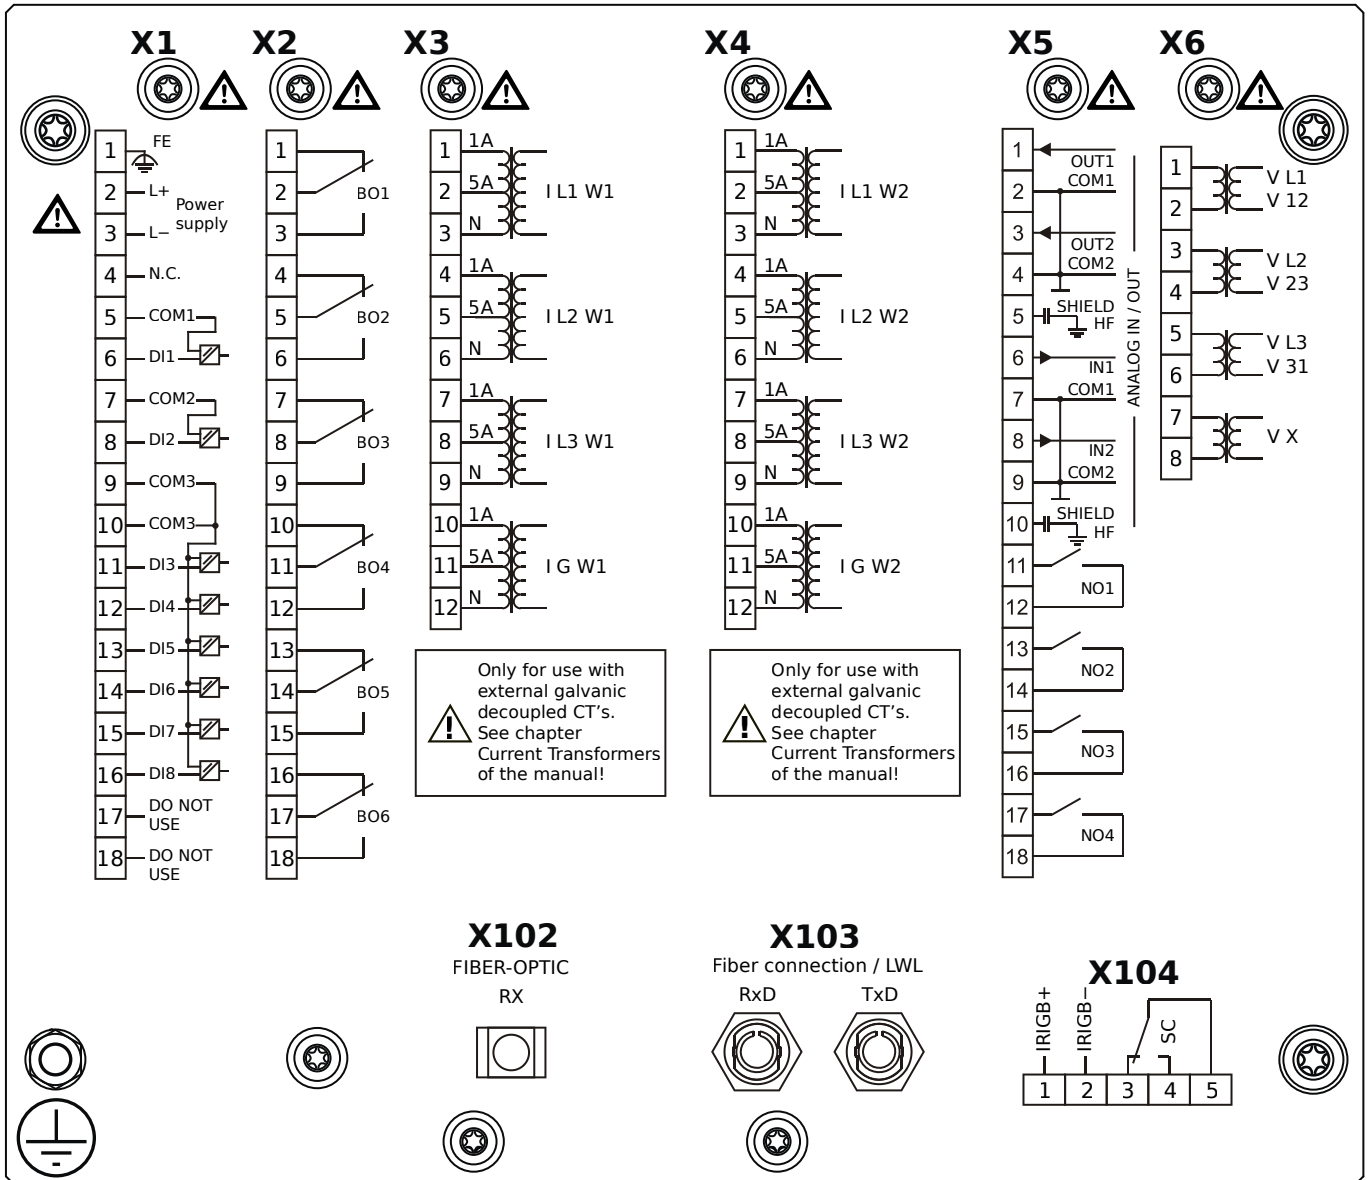 X1
X2
X3
X4
X5
X6
1 FE
2 L+ Power
supply
3 L−
4 N.C.
5 COM1
6 DI1
7 COM2
8 DI2
9 COM3
10 COM3
11 DI3
12 DI4
13 DI5
14 DI6
15 DI7
16 DI8
17 DO NOT
USE
18 DO NOT
USE
1
2 BO1
3
4
5 BO2
6
7
8 BO3
9
10
11 BO4
12
13
14 BO5
15
16
17 BO6
18
1 1A
2 5A I L1 W1
3 N
4 1A
5 5A I L2 W1
6 N
7 1A
8 5A I L3 W1
9 N
10 1A
11 5A I G W1
12 N
Only for use with
external galvanic
decoupled CT's.
See chapter
Current Transformers
of the manual!
1 1A
2 5A I L1 W2
3 N
4 1A
5 5A I L2 W2
6 N
7 1A
8 5A I L3 W2
9 N
10 1A
11 5A I G W2
12 N
Only for use with
external galvanic
decoupled CT's.
See chapter
Current Transformers
of the manual!
1 OUT1
2 COM1
3 OUT2
4 COM2
5 SHIELD
HF
6 IN1
7 COM1
8 IN2
9 COM2
10 SHIELD
HF
ANALOG IN / OUT
11
NO1
12
13
NO2
14
15
NO3
16
17
NO4
18
1 V L1
2 V 12
3 V L2
4 V 23
5 V L3
6 V 31
7 V X
8
X102
FIBER-OPTIC
RX
X103
Fiber connection / LWL
RxD TxD
X104
IRIGB+
IRIGB−
SC
1 2 3 4 5